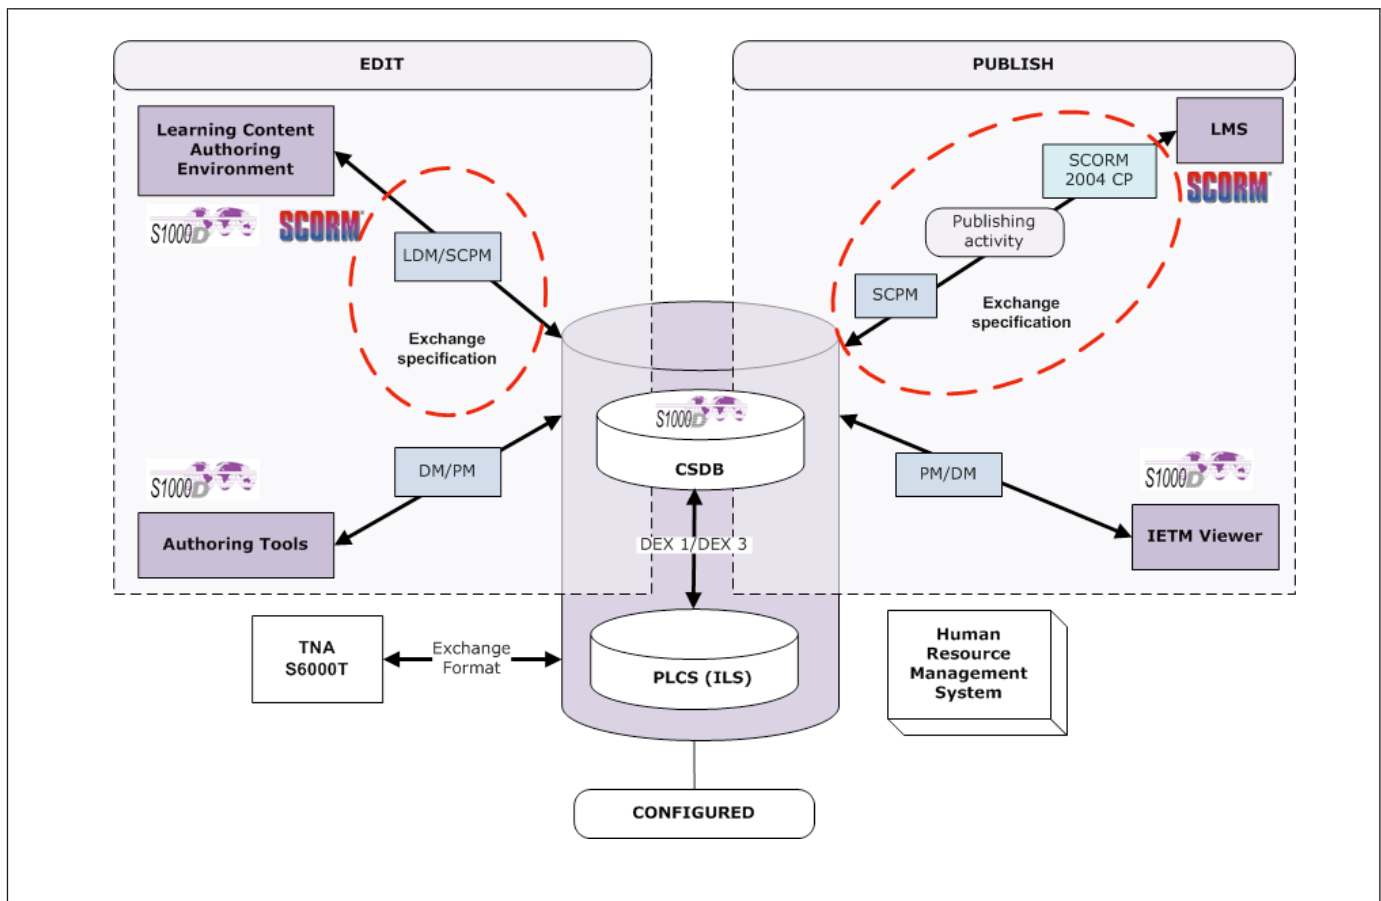 EDIT
PUBLISH
Learning Content
Authoring
Environment
S1000D
SCORM®
LDM/SCPM
Exchange
specification
LMS
SCORM®
SCORM
2004 CP
Publishing
activity
SCPM
Exchange
specification
S1000D
CSDB
DM/PM
S1000D
Authoring Tools
PM/DM
S1000D
IETM Viewer
DEX 1/DEX 3
TNA
S6000T
Exchange
Format
PLCS (ILS)
Human
Resource
Management
System
CONFIGURED